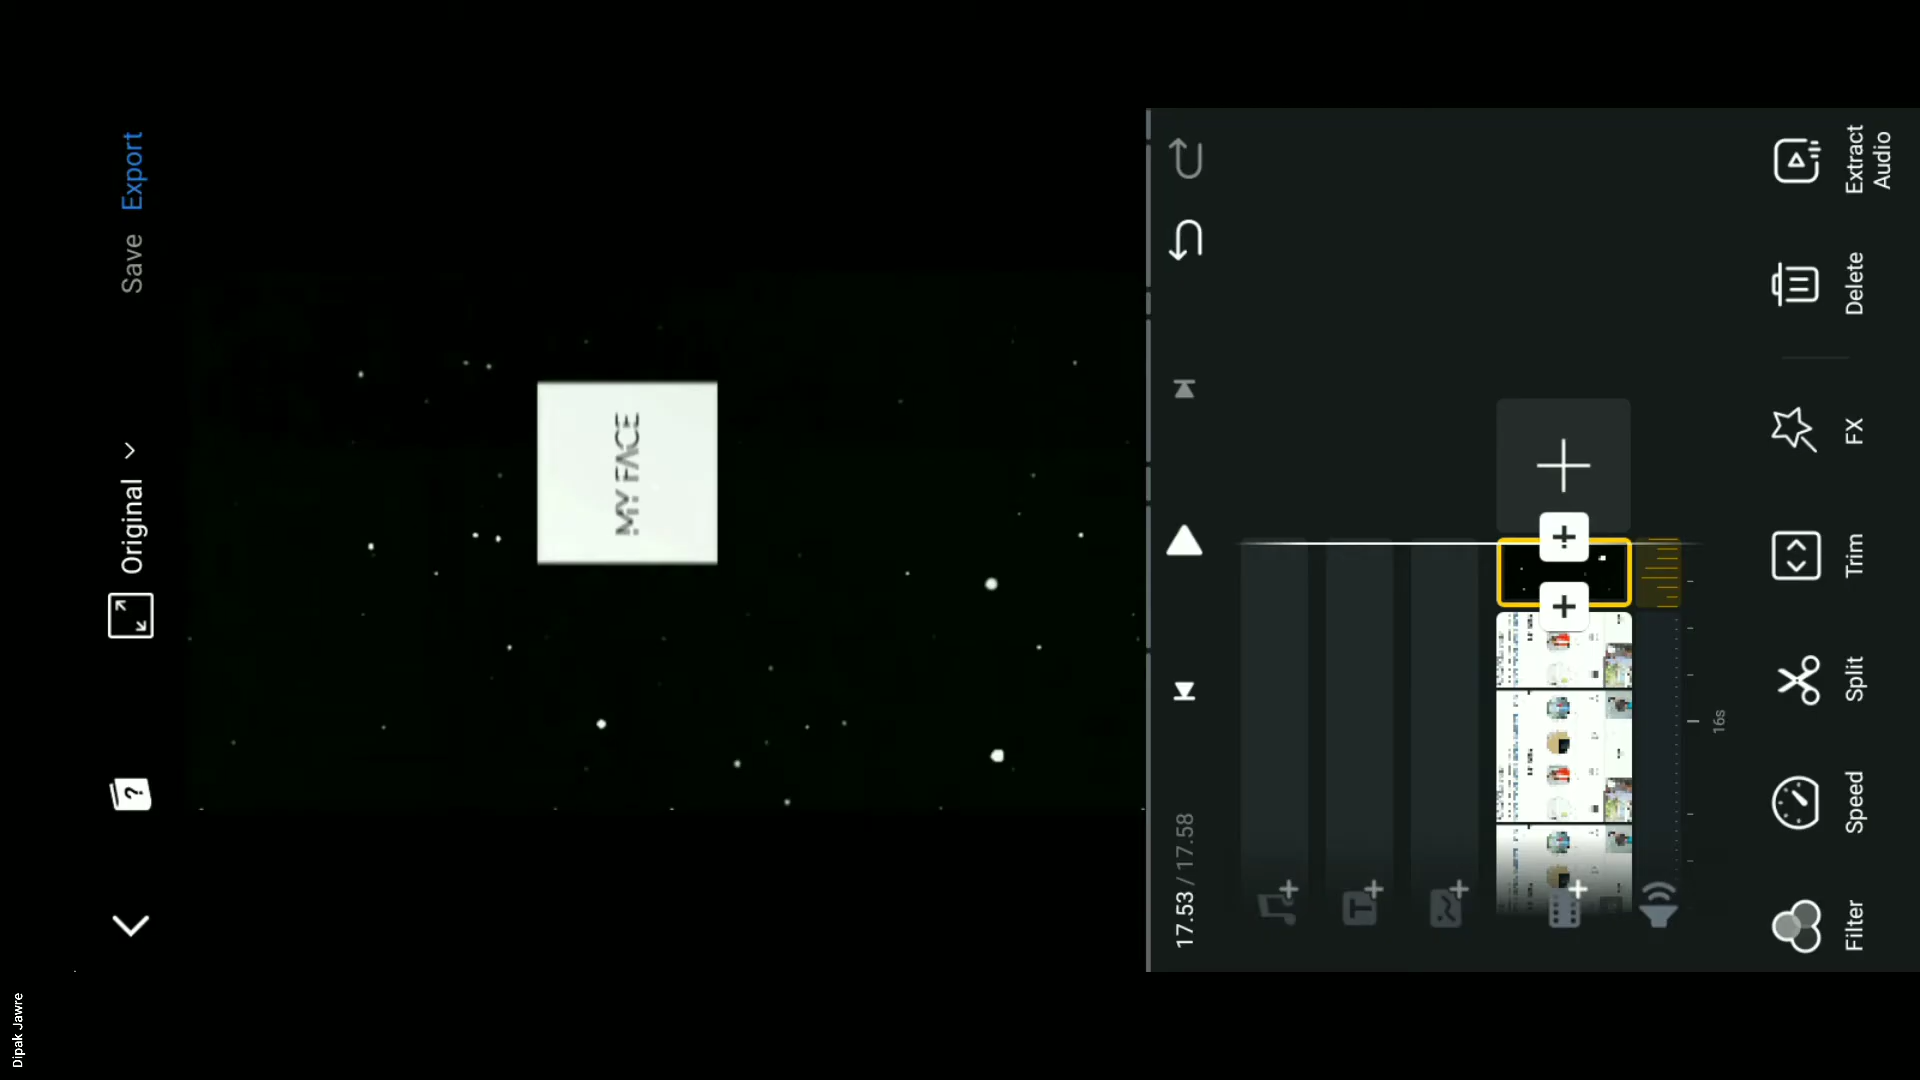 Original
Save
Export
MY FACE
17.53 / 17.58
16s
Filter
Speed
Split
Trim
FX
Delete
Extract
Audio
Dipak Jawre